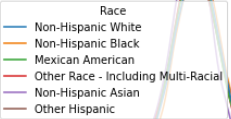 Race
Non-Hispanic White
Non-Hispanic Black
Mexican American
Other Race - Including Multi-Racial
Non-Hispanic Asian
Other Hispanic